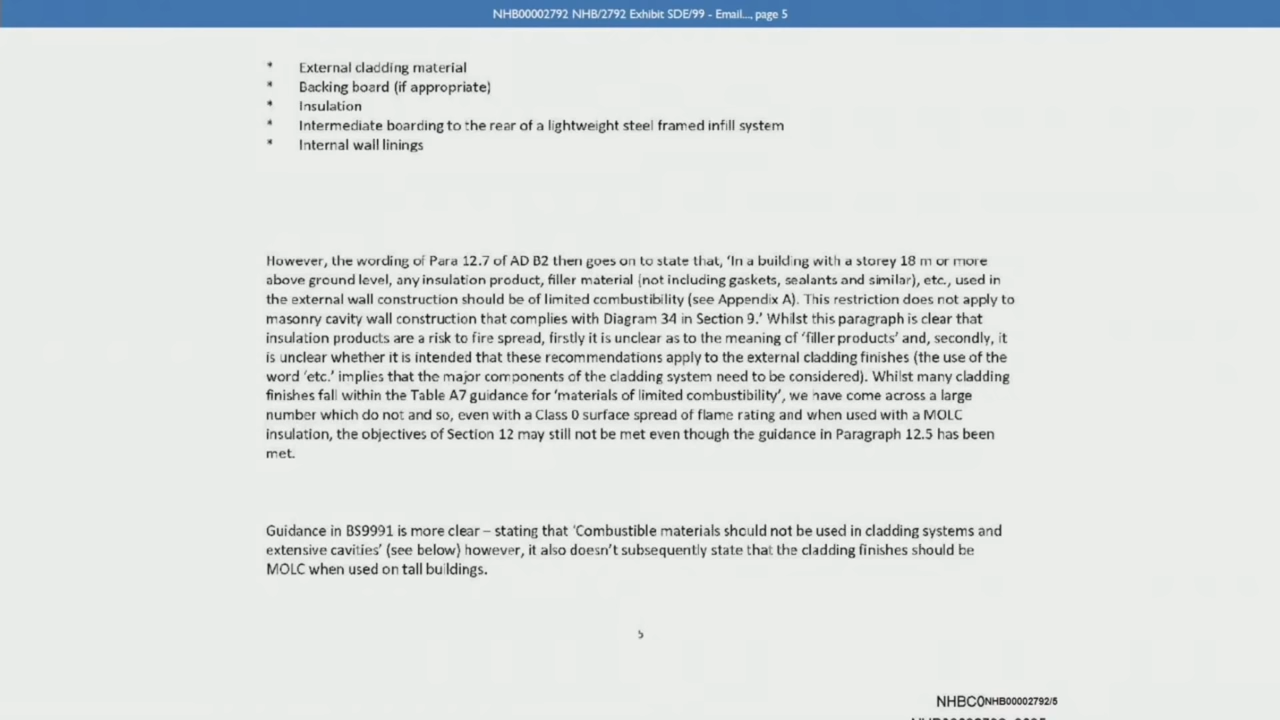 NHB00002792 NHB/2792 Exhibit SDE/99 - Email..., page 5
* External cladding material
* Backing board (if appropriate)
* Insulation
* Intermediate boarding to the rear of a lightweight steel framed infill system
* Internal wall linings
However, the wording of Para 12.7 of AD B2 then goes on to state that, 'In a building with a storey 18 m or more
above ground level, any insulation product, filler material (not including gaskets, sealants and similar), etc., used in
the external wall construction should be of limited combustibility (see Appendix A). This restriction does not apply to
masonry cavity wall construction that complies with Diagram 34 in Section 9.' Whilst this paragraph is clear that
insulation products are a risk to fire spread, firstly it is unclear as to the meaning of 'filler products' and, secondly, it
is unclear whether it is intended that these recommendations apply to the external cladding finishes (the use of the
word 'etc.' implies that the major components of the cladding system need to be considered). Whilst many cladding
finishes fall within the Table A7 guidance for 'materials of limited combustibility', we have come across a large
number which do not and so, even with a Class 0 surface spread of flame rating and when used with a MOLC
insulation, the objectives of Section 12 may still not be met even though the guidance in Paragraph 12.5 has been
met.
Guidance in BS9991 is more clear – stating that 'Combustible materials should not be used in cladding systems and
extensive cavities' (see below) however, it also doesn't subsequently state that the cladding finishes should be
MOLC when used on tall buildings.
5
NHBC0NHB00002792/5